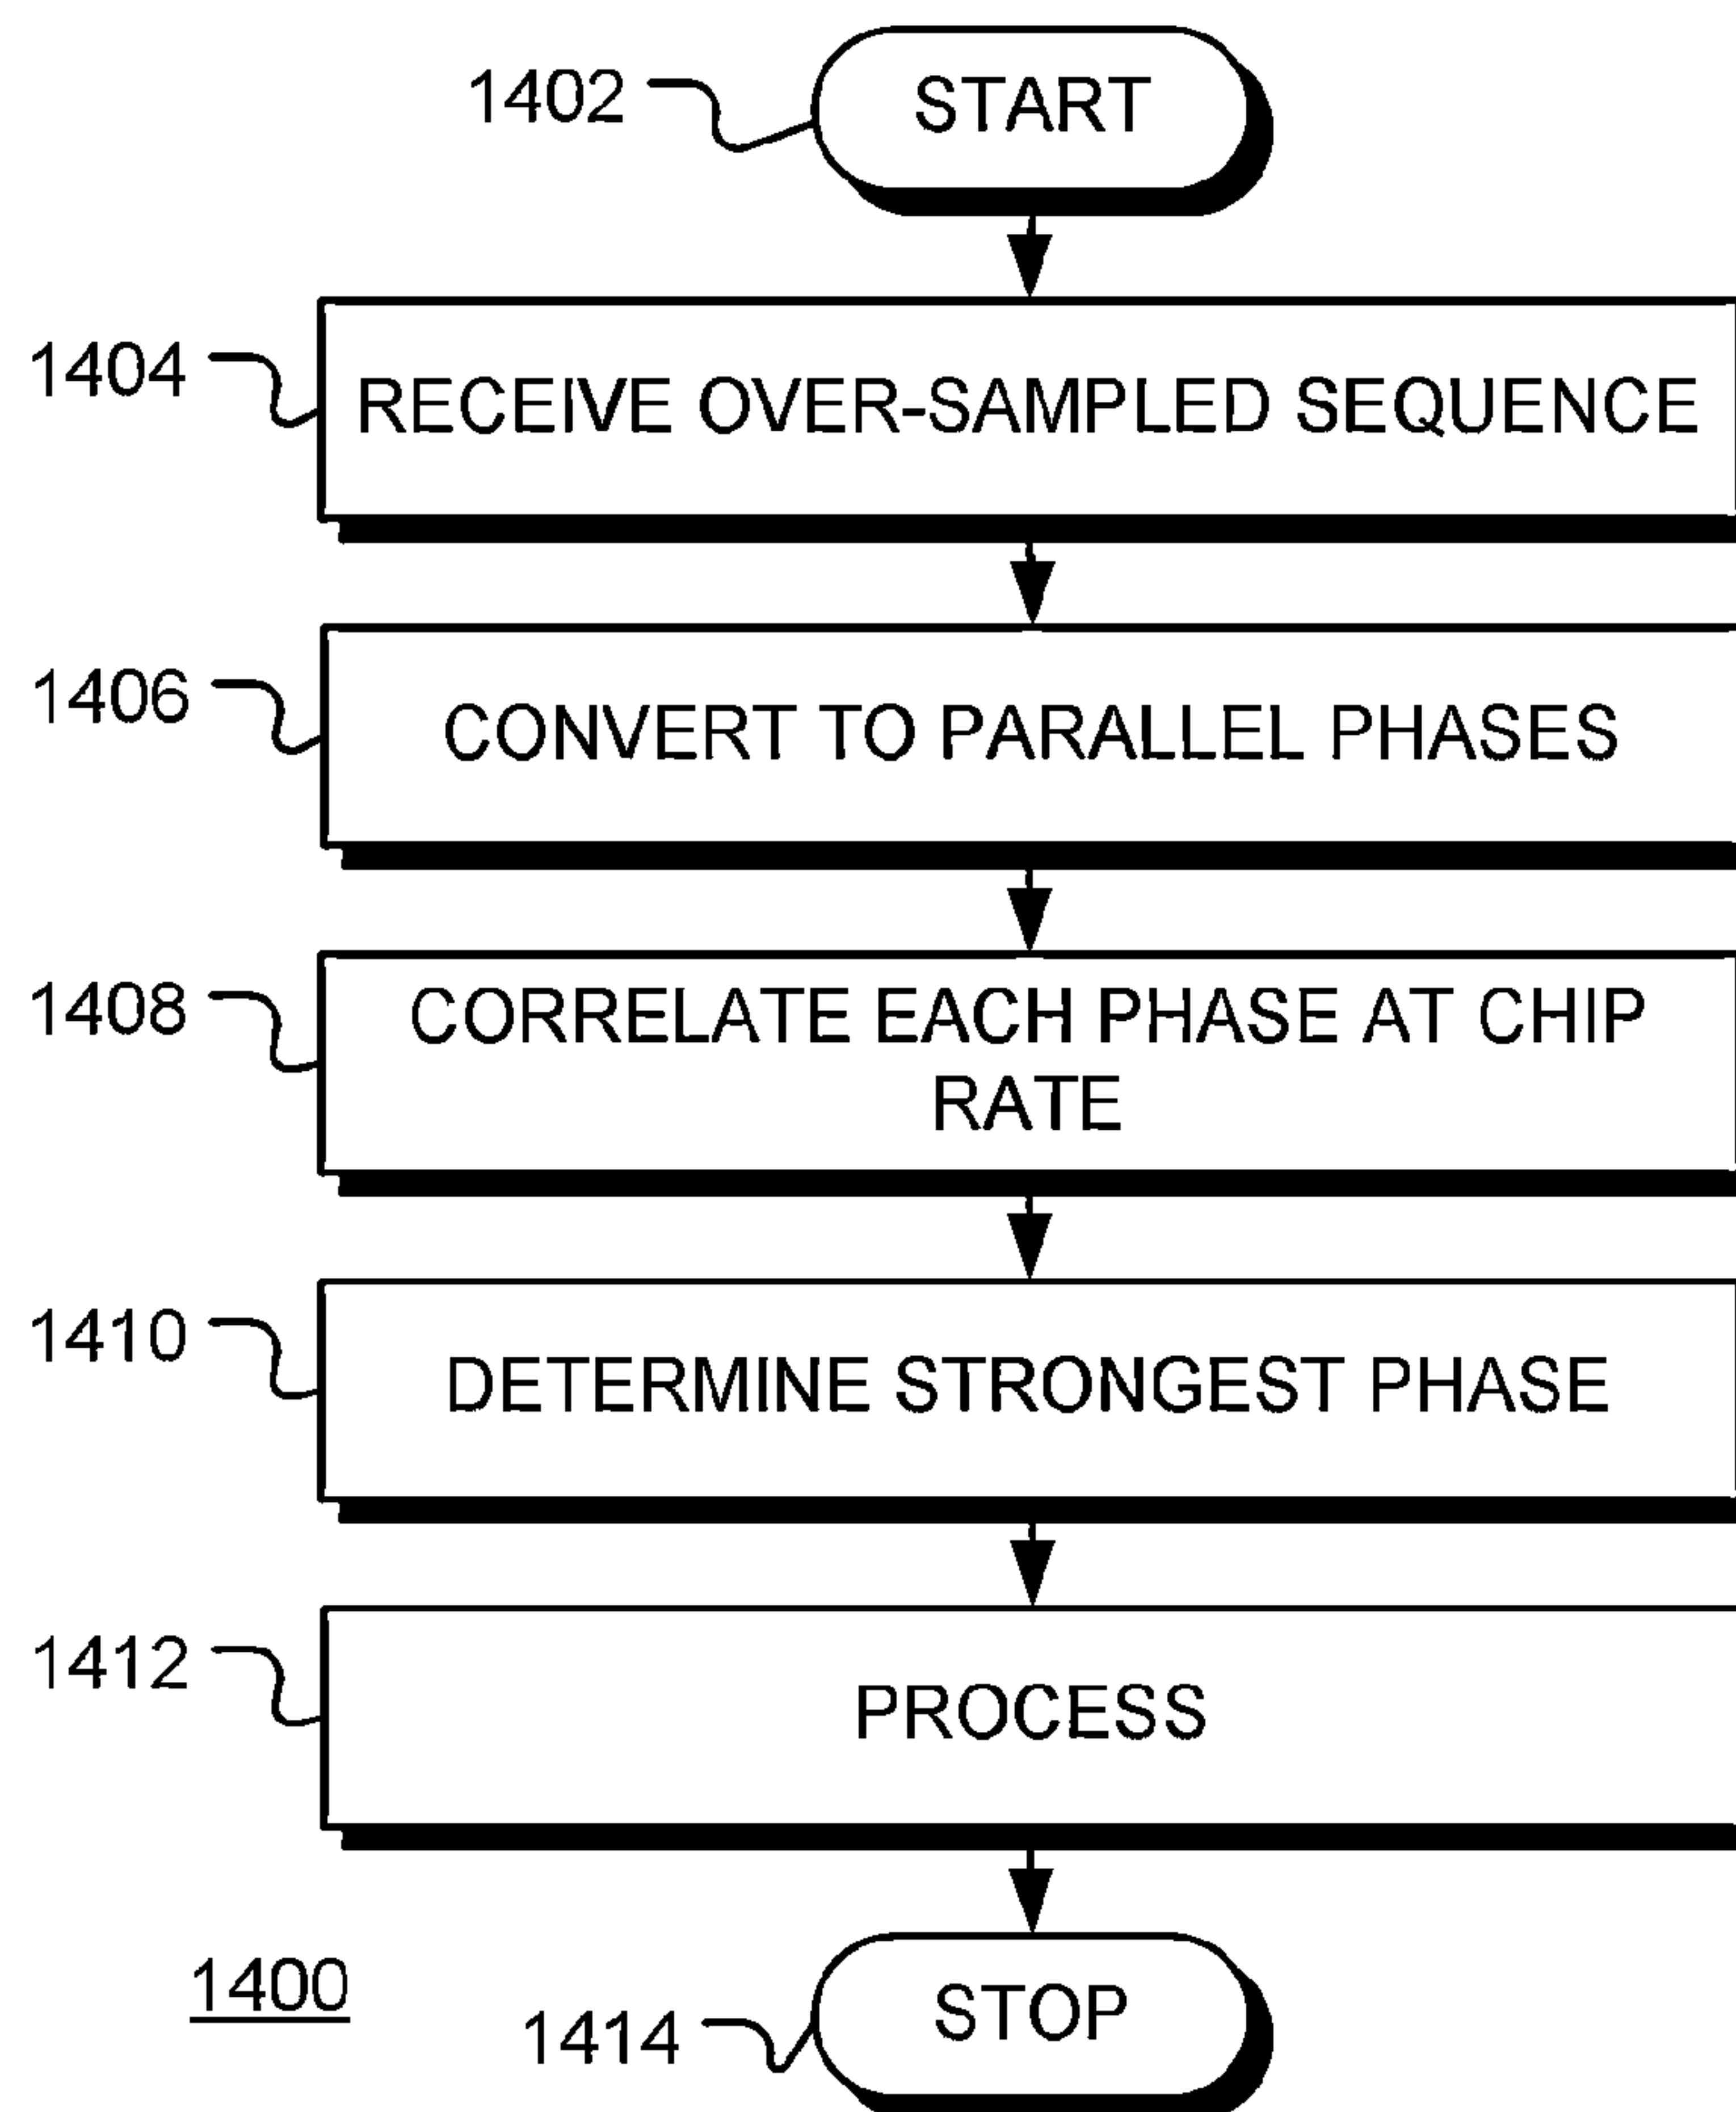 1402
START
1404
RECEIVE OVER-SAMPLED SEQUENCE
1406
CONVERT TO PARALLEL PHASES
1408
CORRELATE EACH PHASE AT CHIP
RATE
1410
DETERMINE STRONGEST PHASE
1412
PROCESS
1400
1414
STOP